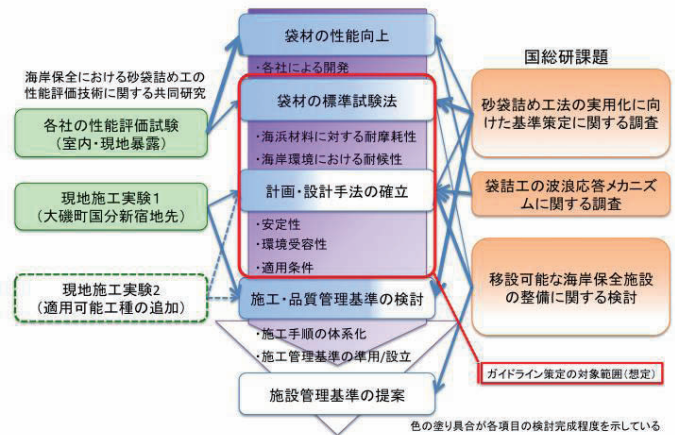 袋材の性能向上
・各社による開発
海岸保全における砂袋詰め工の
性能評価技術に関する共同研究
国総研課題
袋材の標準試験法
各社の性能評価試験
(室内・現地暴露)
砂袋詰め工法の実用化に向
けた基準策定に関する調査
・海浜材料に対する耐摩耗性
・海岸環境における耐候性
現地施工実験1
(大磯町国分新宿地先)
計画・設計手法の確立
袋詰工の波浪応答メカニズ
ムに関する調査
・安定性
・環境受容性
・適用条件
移設可能な海岸保全施設
の整備に関する検討
現地施工実験2
(適用可能工種の追加)
施工・品質管理基準の検討
・施工手順の体系化
・施工管理基準の準用/設立
ガイドライン策定の対象範囲(想定)
施設管理基準の提案
色の塗り具合が各項目の検討完成程度を示している